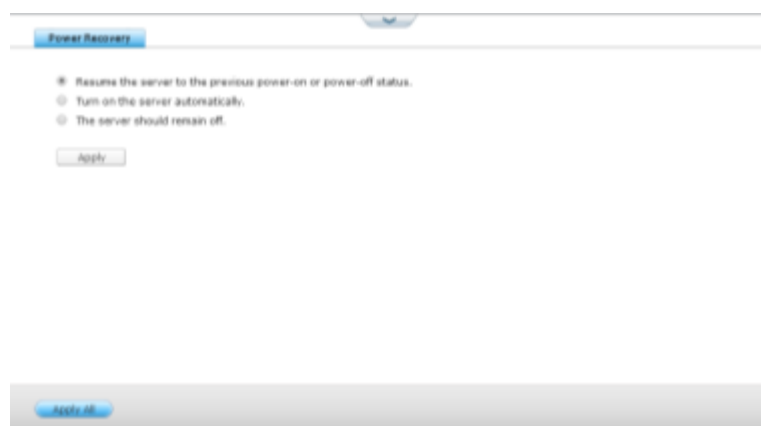 Power Recovery
Resume the server to the previous power-on or power-off status.
Turn on the server automatically.
The server should remain off.
Apply
Apply All